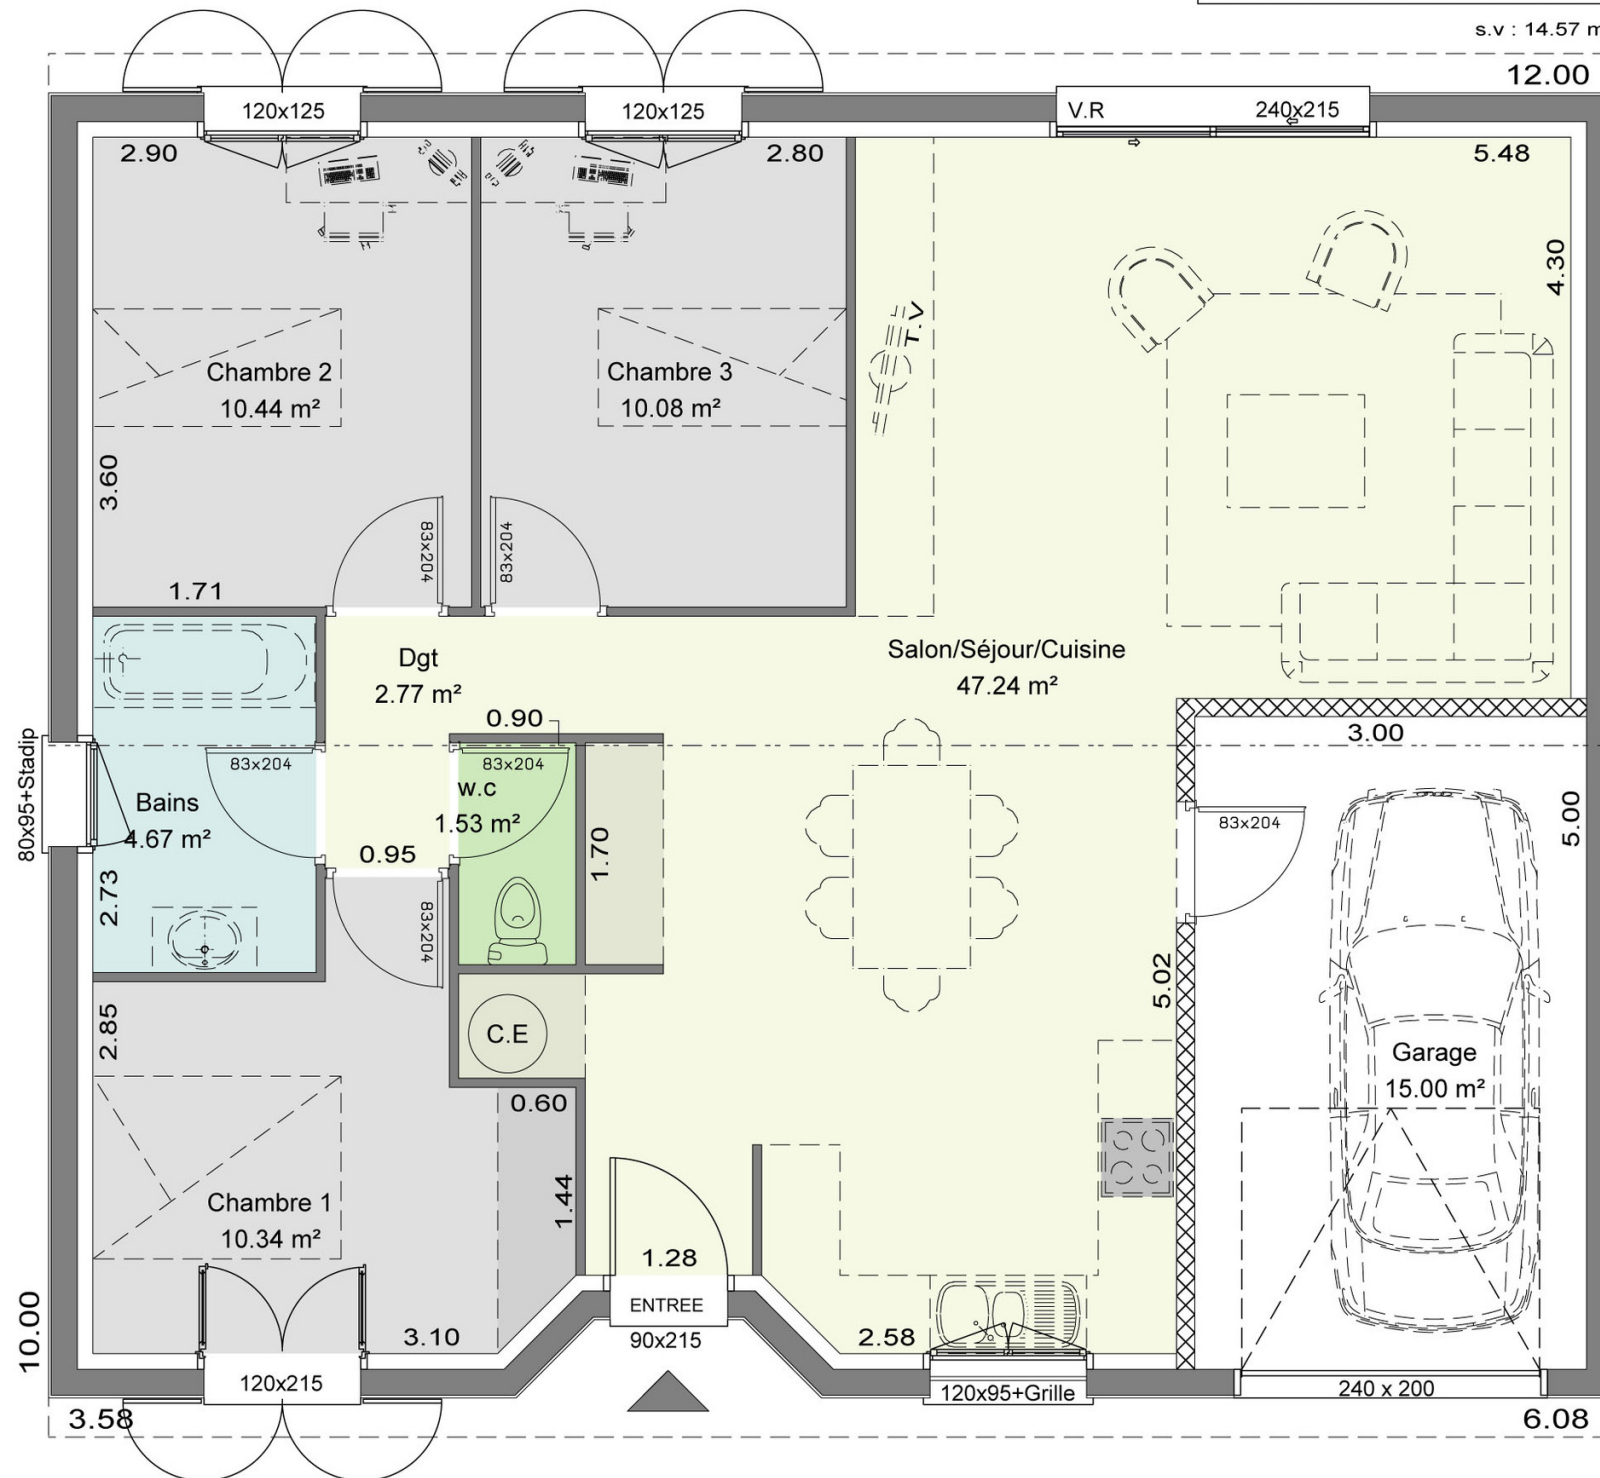 s.v : 14.57 m
12.00
120x125
120x125
V.R
240x215
2.90
2.80
5.48
4.30
T.V
Chambre 2
10.44 m²
Chambre 3
10.08 m²
3.60
83x204
83x204
1.71
Dgt
2.77 m²
Salon/Séjour/Cuisine
47.24 m²
0.90
3.00
80x95+Stadip
83x204
83x204
w.c
1.53 m²
Bains
4.67 m²
0.95
1.70
83x204
5.00
2.73
83x204
5.02
2.85
C.E
Garage
15.00 m²
0.60
1.44
Chambre 1
10.34 m²
1.28
10.00
3.10
ENTREE
90x215
2.58
120x215
120x95+Grille
240 x 200
3.58
6.08